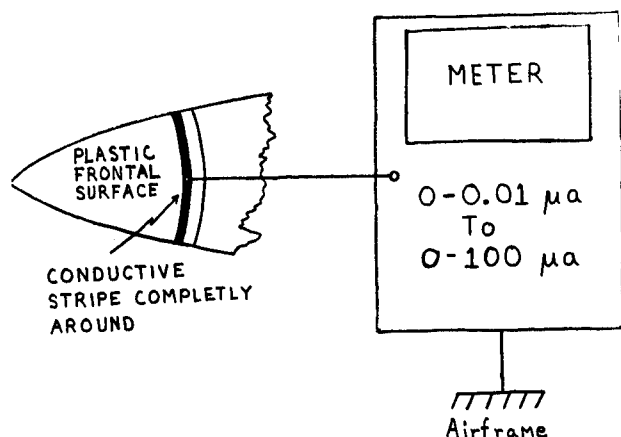 PLASTIC
FRONTAL
SURFACE
CONDUCTIVE
STRIPE COMPLETLY
AROUND
METER
0-0.01 μa
To
0-100 μa
Airframe